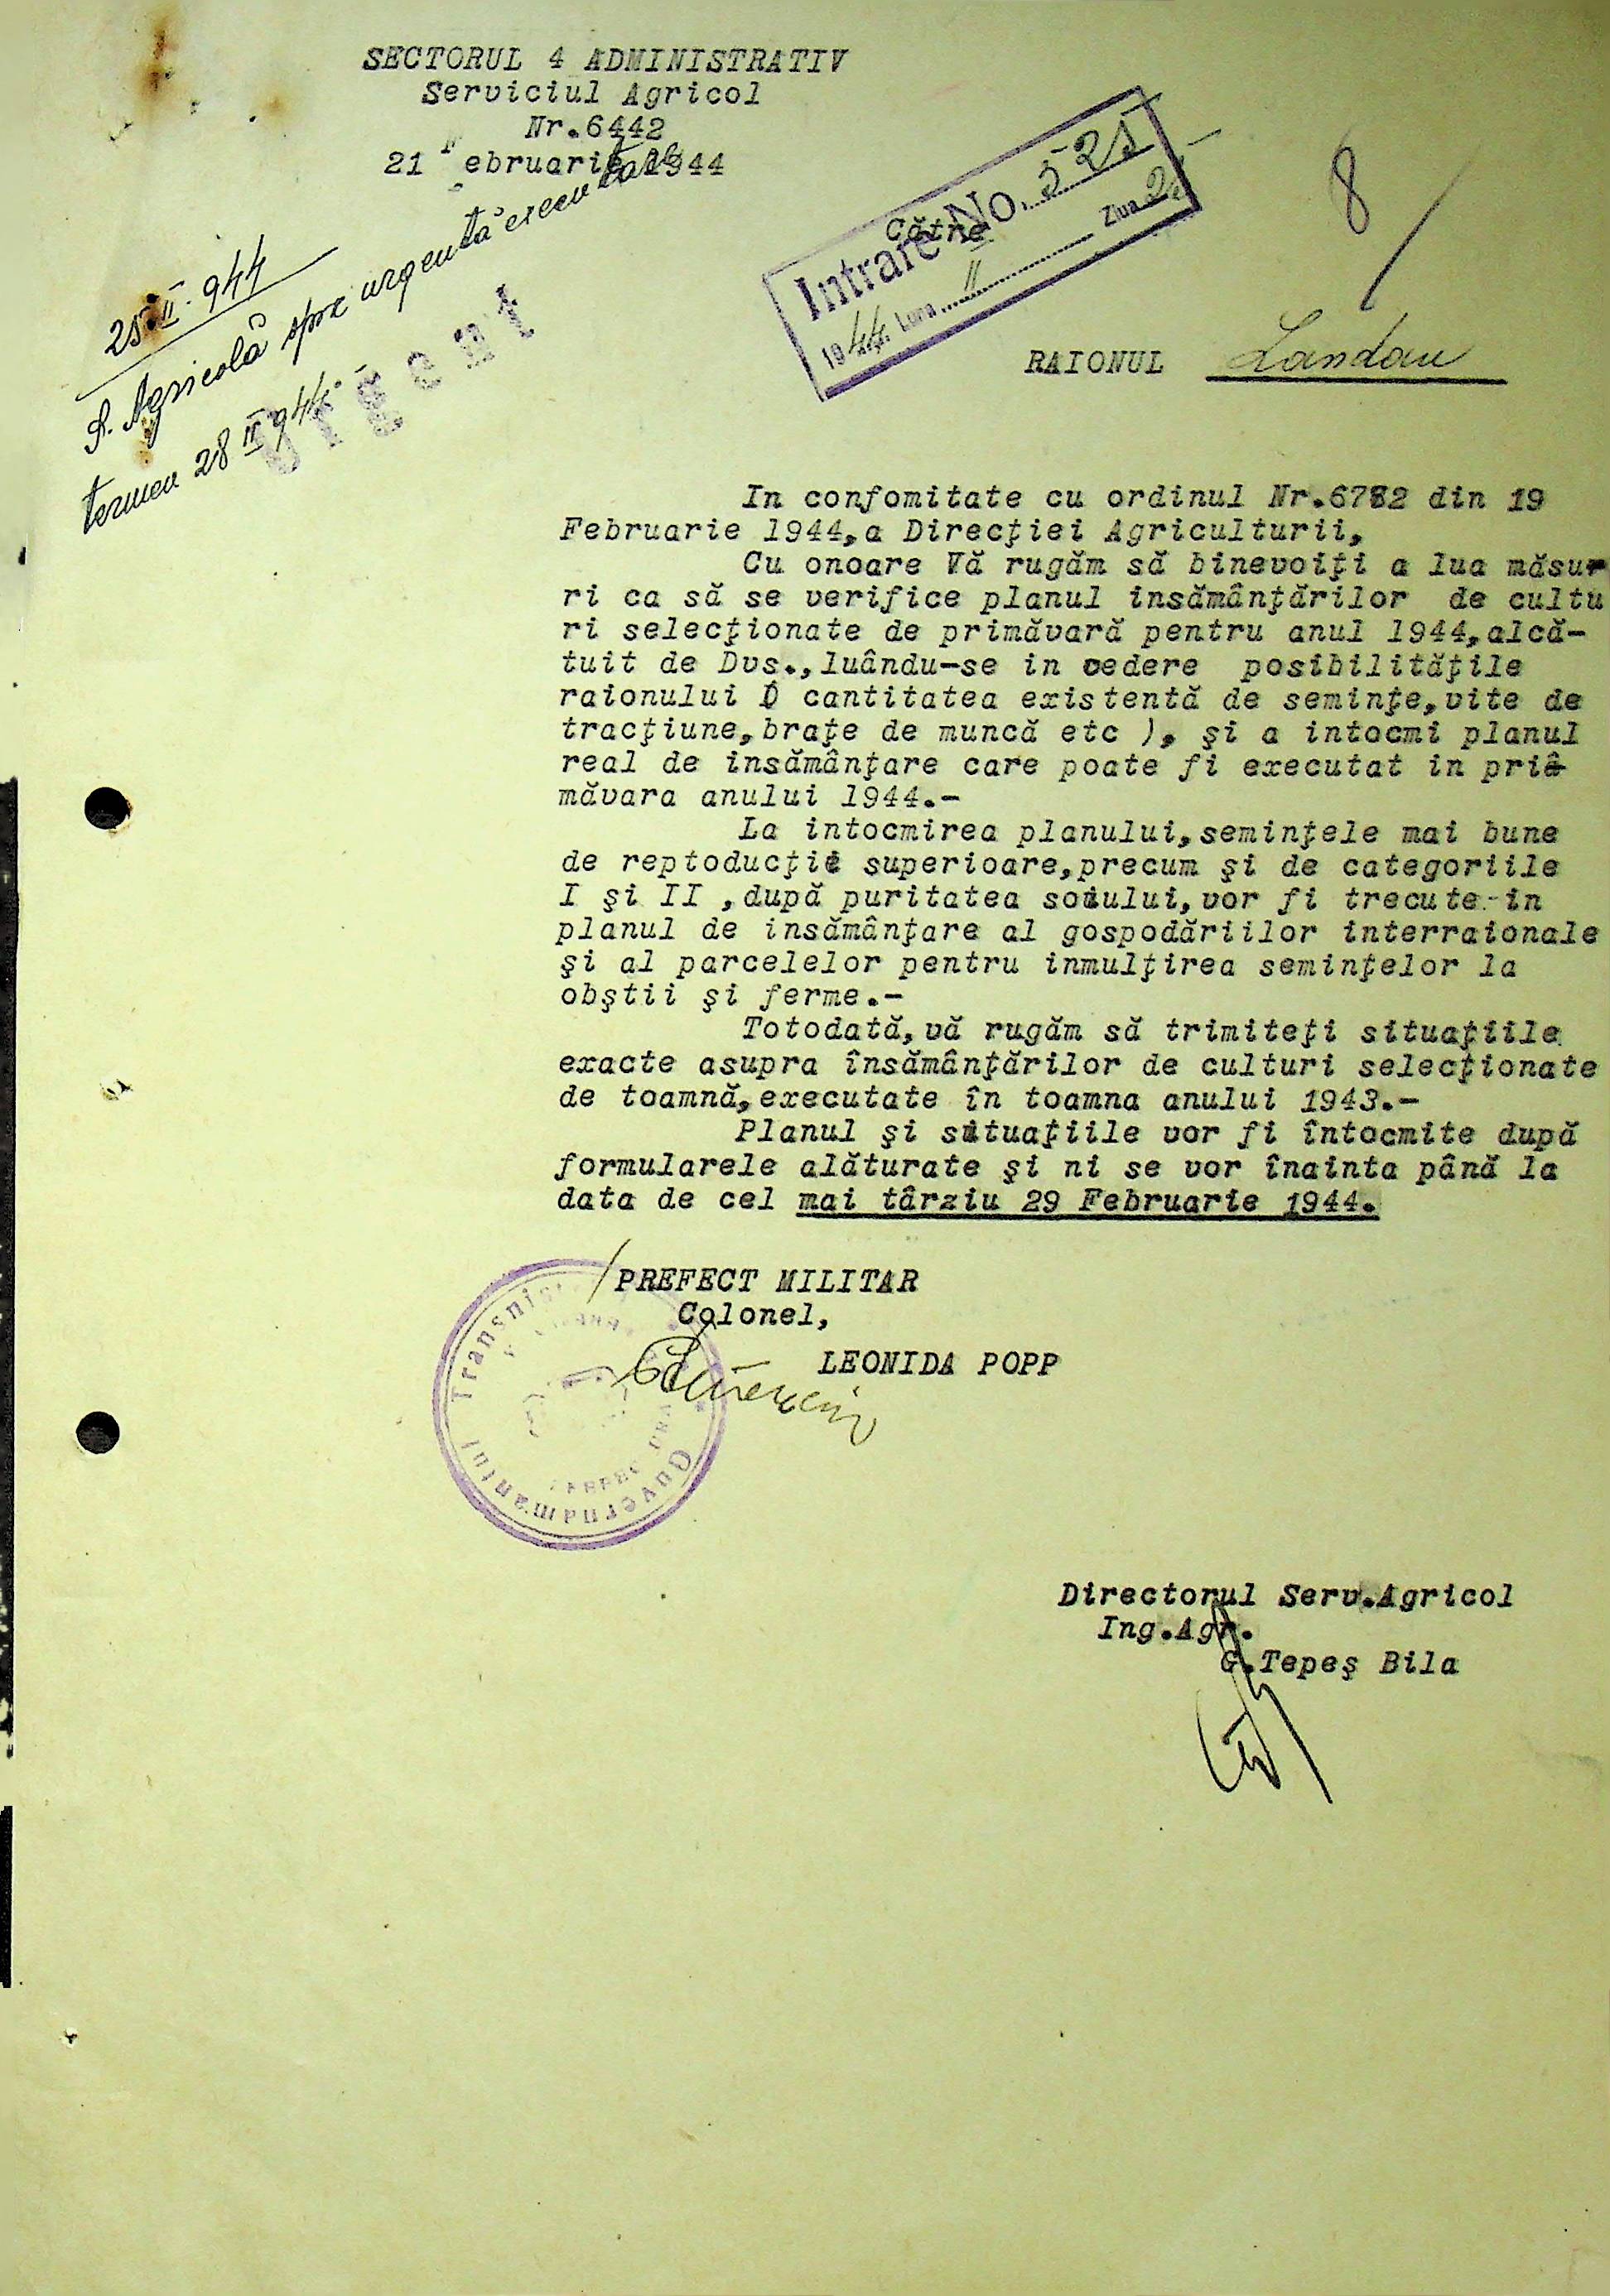 SECTORUL 4 ADMINISTRATIV
Serviciul Agricol
Nr.6442
21 Februarie 1944
Intrare No. 521
1944 Luna II Ziua
Către
8
RAIONUL Landau
25.II.944
S. Agricolă spre urgentă executare
termen 28 II 944.
Urgent
In confomitate cu ordinul Nr.6782 din 19
Februarie 1944,a Direcţiei Agriculturii,
Cu onoare Vă rugăm să binevoiţi a lua măsur
ri ca să se verifice planul insămânţărilor de cultu
ri selecţionate de primăvară pentru anul 1944,alcă-
tuit de Dvs.,luându-se in vedere posibilităţile
raionului ( cantitatea existentă de seminţe,vite de
tracţiune,braţe de muncă etc ), şi a intocmi planul
real de insămânţare care poate fi executat in pri-
măvara anului 1944.-
La intocmirea planului,seminţele mai bune
de reptoducţie superioare,precum şi de categoriile
I şi II ,după puritatea soiului,vor fi trecute in
planul de insămânţare al gospodăriilor interraionale
şi al parcelelor pentru inmulţirea seminţelor la
obştii şi ferme.-
Totodată,vă rugăm să trimiteţi situaţiile
exacte asupra însămânţărilor de culturi selecţionate
de toamnă,executate în toamna anului 1943.-
Planul şi situaţiile vor fi întocmite după
formularele alăturate şi ni se vor înainta până la
data de cel mai târziu 29 Februarie 1944.
/PREFECT MILITAR
Colonel,
LEONIDA POPP
Guvernamantul
Directorul Serv.Agricol
Ing.Agr.
G.Tepeş Bila